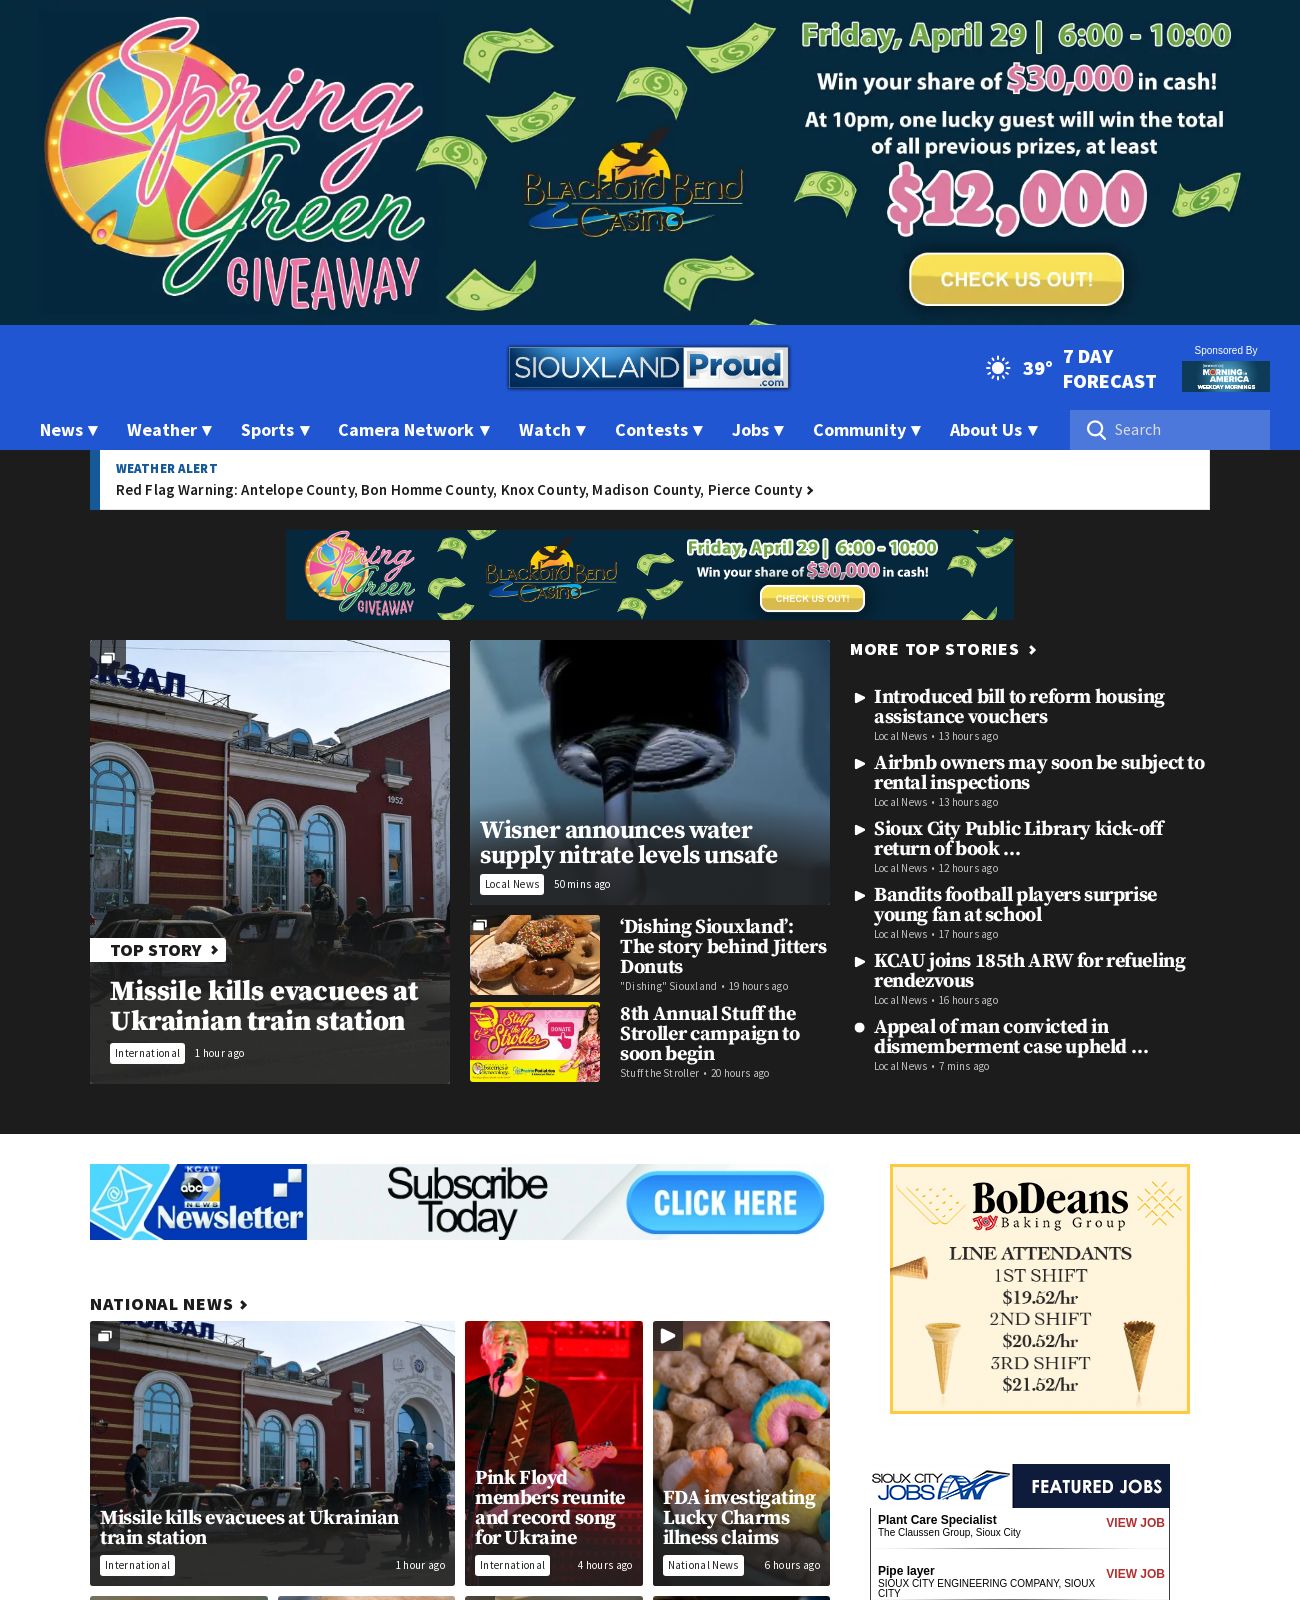 Spring
Green
GIVEAWAY
BLACKBIRD BEND
CASINO
Friday, April 29 | 6:00 - 10:00
Win your share of $30,000 in cash!
At 10pm, one lucky guest will win the total
of all previous prizes, at least
$12,000
CHECK US OUT!
SIOUXLAND Proud
.com
39°
7 DAY
FORECAST
Sponsored By
MORNING IN
AMERICA
WEEKDAY MORNINGS
News ▼
Weather ▼
Sports ▼
Camera Network ▼
Watch ▼
Contests ▼
Jobs ▼
Community ▼
About Us ▼
Search
WEATHER ALERT
Red Flag Warning: Antelope County, Bon Homme County, Knox County, Madison County, Pierce County
Spring
Green
GIVEAWAY
BLACKBIRD BEND
CASINO
Friday, April 29 | 6:00 - 10:00
Win your share of $30,000 in cash!
CHECK US OUT!
ОКЗАЛ
1952
TOP STORY
Missile kills evacuees at
Ukrainian train station
International
1 hour ago
Wisner announces water
supply nitrate levels unsafe
Local News
50 mins ago
‘Dishing Siouxland’:
The story behind Jitters
Donuts
"Dishing" Siouxland • 19 hours ago
Stuff
the
Stroller
DONATE
KCAU
8th Annual Stuff the
Stroller campaign to
soon begin
Stuff the Stroller • 20 hours ago
MORE TOP STORIES
Introduced bill to reform housing
assistance vouchers
Local News • 13 hours ago
Airbnb owners may soon be subject to
rental inspections
Local News • 13 hours ago
Sioux City Public Library kick-off
return of book …
Local News • 12 hours ago
Bandits football players surprise
young fan at school
Local News • 17 hours ago
KCAU joins 185th ARW for refueling
rendezvous
Local News • 16 hours ago
Appeal of man convicted in
dismemberment case upheld …
Local News • 7 mins ago
KCAU
abc 9
NEWS
Newsletter
Subscribe
Today
CLICK HERE
BoDeans
JOY Baking Group
LINE ATTENDANTS
1ST SHIFT
$19.52/hr
2ND SHIFT
$20.52/hr
3RD SHIFT
$21.52/hr
NATIONAL NEWS
ОКЗАЛ
1952
Missile kills evacuees at Ukrainian
train station
International
1 hour ago
Pink Floyd
members reunite
and record song
for Ukraine
International
4 hours ago
FDA investigating
Lucky Charms
illness claims
National News
6 hours ago
SIOUX CITY
JOBS
FEATURED JOBS
Plant Care Specialist
The Claussen Group, Sioux City
VIEW JOB
Pipe layer
SIOUX CITY ENGINEERING COMPANY, SIOUX
CITY
VIEW JOB